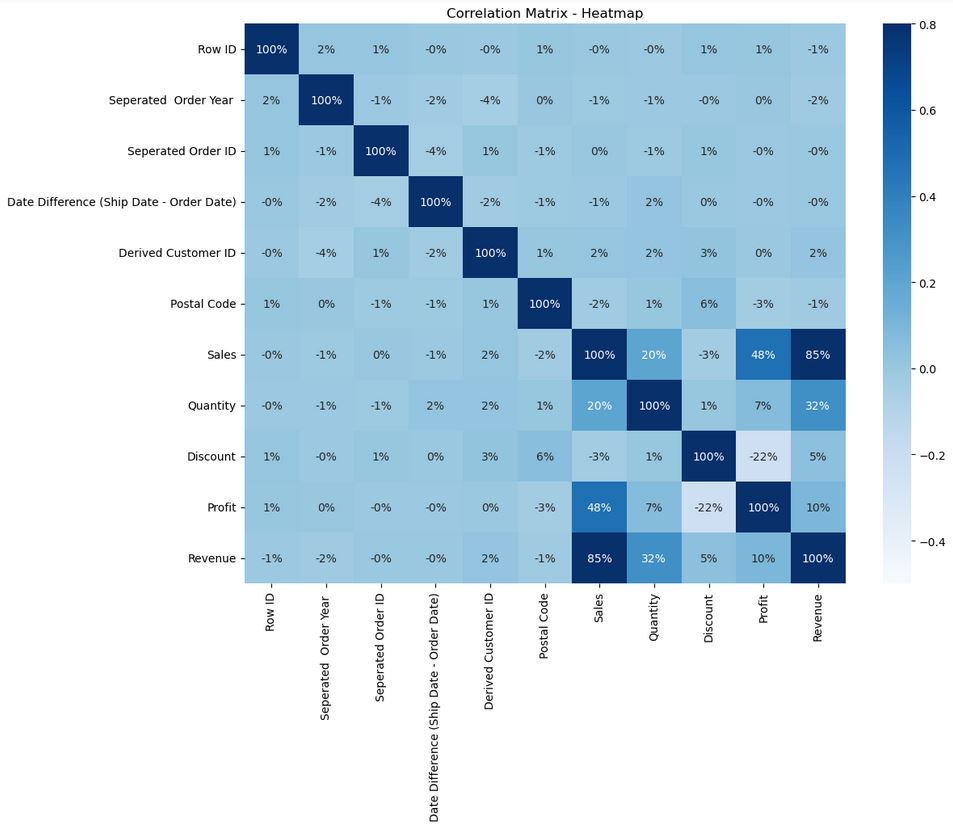 Correlation Matrix - Heatmap
Row ID 100% 2% 1% -0% -0% 1% -0% -0% 1% 1% -1%
Seperated  Order Year 2% 100% -1% -2% -4% 0% -1% -1% -0% 0% -2%
Seperated Order ID 1% -1% 100% -4% 1% -1% 0% -1% 1% -0% -0%
Date Difference (Ship Date - Order Date) -0% -2% -4% 100% -2% -1% -1% 2% 0% -0% -0%
Derived Customer ID -0% -4% 1% -2% 100% 1% 2% 2% 3% 0% 2%
Postal Code 1% 0% -1% -1% 1% 100% -2% 1% 6% -3% -1%
Sales -0% -1% 0% -1% 2% -2% 100% 20% -3% 48% 85%
Quantity -0% -1% -1% 2% 2% 1% 20% 100% 1% 7% 32%
Discount 1% -0% 1% 0% 3% 6% -3% 1% 100% -22% 5%
Profit 1% 0% -0% -0% 0% -3% 48% 7% -22% 100% 10%
Revenue -1% -2% -0% -0% 2% -1% 85% 32% 5% 10% 100%
Row ID
Seperated  Order Year
Seperated Order ID
Date Difference (Ship Date - Order Date)
Derived Customer ID
Postal Code
Sales
Quantity
Discount
Profit
Revenue
0.8
0.6
0.4
0.2
0.0
−0.2
−0.4